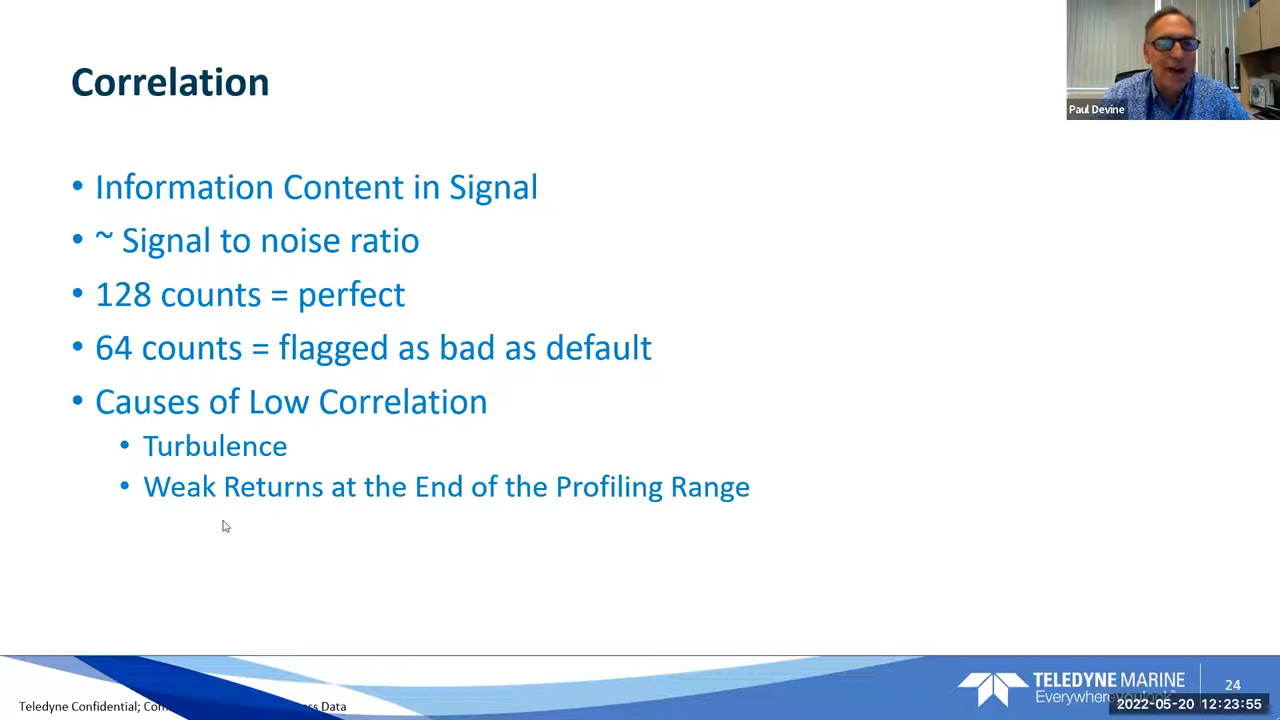 Correlation
Paul Devine
• Information Content in Signal
• ~ Signal to noise ratio
• 128 counts = perfect
• 64 counts = flagged as bad as default
• Causes of Low Correlation
• Turbulence
• Weak Returns at the End of the Profiling Range
TELEDYNE MARINE
Everywhere
24
2022-05-20 12:23:55
Teledyne Confidential; Data